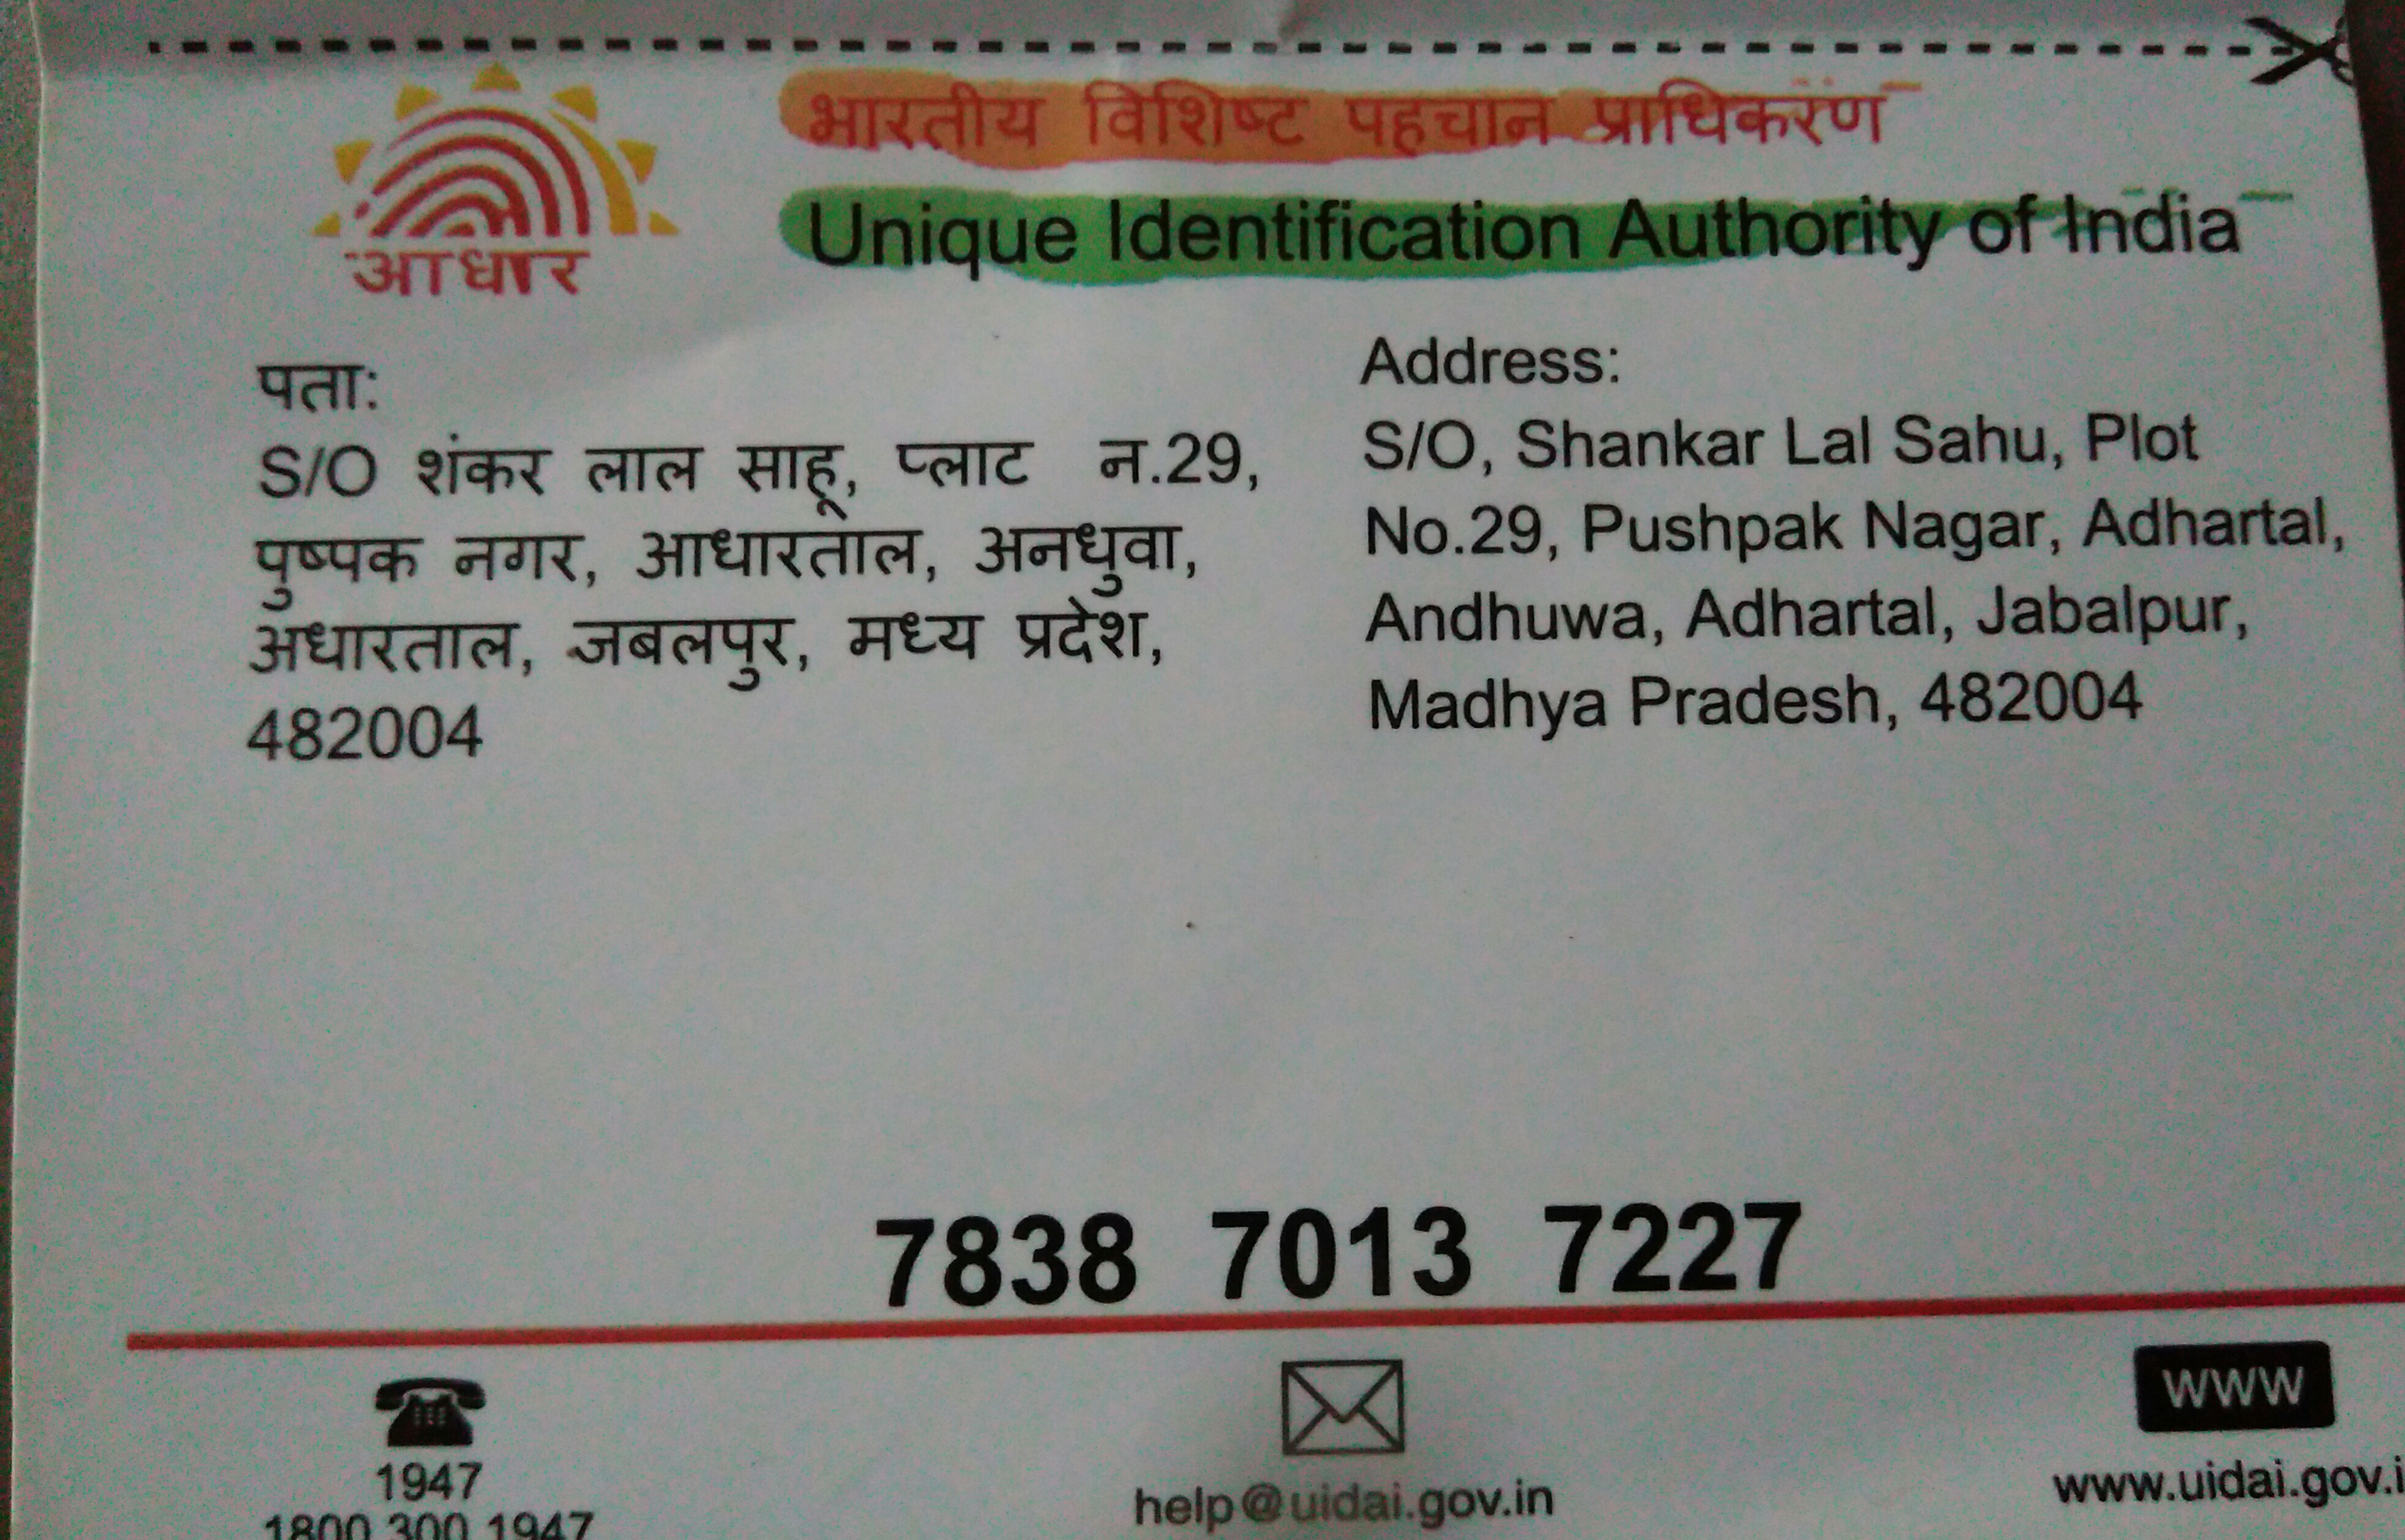 भारतीय विशिष्ट पहचान प्राधिकरण
Unique Identification Authority of India
आधार
पता:
S/O शंकर लाल साहू, प्लाट न.29,
पुष्पक नगर, आधारताल, अनधुवा,
अधारताल, जबलपुर, मध्य प्रदेश,
482004
Address:
S/O, Shankar Lal Sahu, Plot
No.29, Pushpak Nagar, Adhartal,
Andhuwa, Adhartal, Jabalpur,
Madhya Pradesh, 482004
7838 7013 7227
1947
1800 300 1947
help@uidai.gov.in
WWW
www.uidai.gov.i